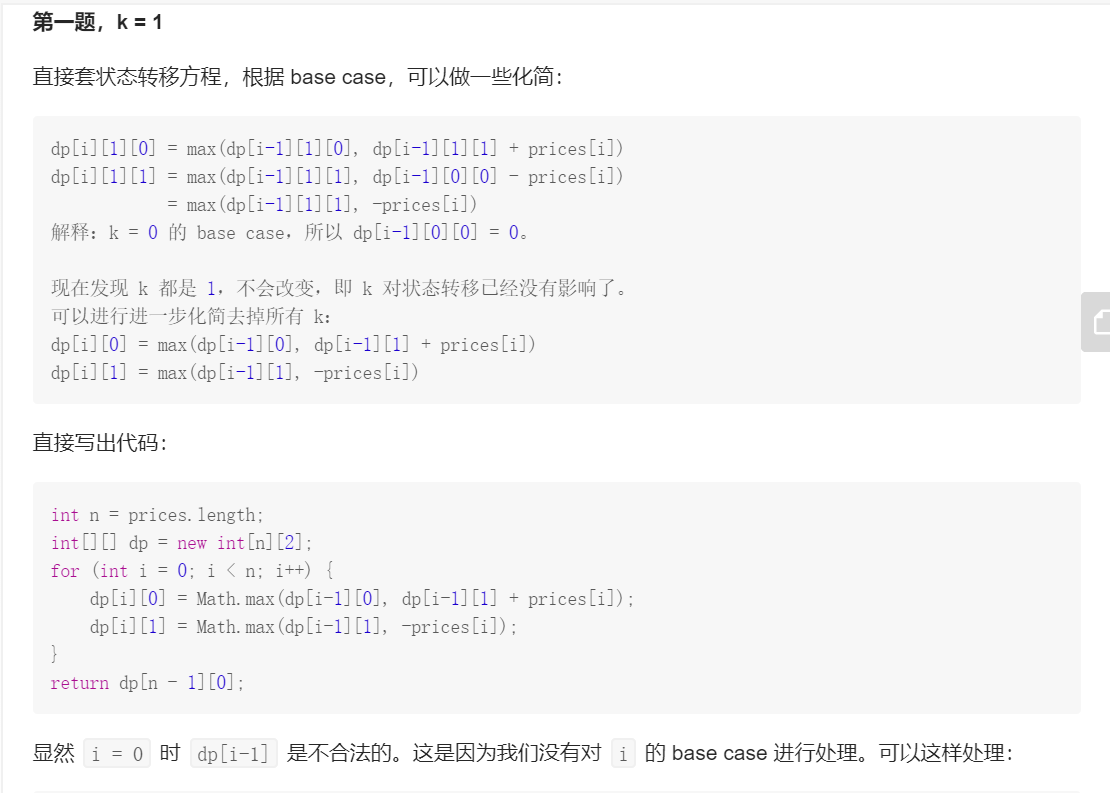 第一题，k = 1
直接套状态转移方程，根据 base case，可以做一些化简：
dp[i][1][0] = max(dp[i-1][1][0], dp[i-1][1][1] + prices[i])
dp[i][1][1] = max(dp[i-1][1][1], dp[i-1][0][0] - prices[i])
            = max(dp[i-1][1][1], -prices[i])
解释：k = 0 的 base case，所以 dp[i-1][0][0] = 0。
现在发现 k 都是 1，不会改变，即 k 对状态转移已经没有影响了。
可以进行进一步化简去掉所有 k：
dp[i][0] = max(dp[i-1][0], dp[i-1][1] + prices[i])
dp[i][1] = max(dp[i-1][1], -prices[i])
直接写出代码：
int n = prices.length;
int[][] dp = new int[n][2];
for (int i = 0; i < n; i++) {
    dp[i][0] = Math.max(dp[i-1][0], dp[i-1][1] + prices[i]);
    dp[i][1] = Math.max(dp[i-1][1], -prices[i]);
}
return dp[n - 1][0];
显然 i = 0 时 dp[i-1] 是不合法的。这是因为我们没有对 i 的 base case 进行处理。可以这样处理：